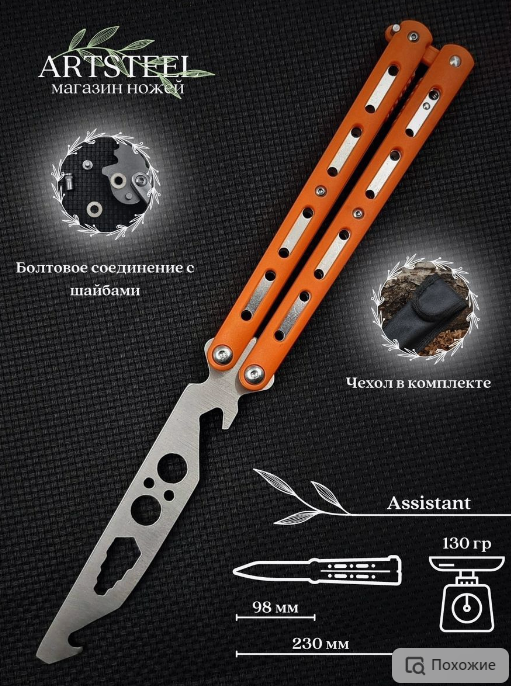 ARTSTEEL
магазин ножей
Болтовое соединение с
шайбами
Чехол в комплекте
Assistant
130 гр
98 мм
230 мм
Похожие